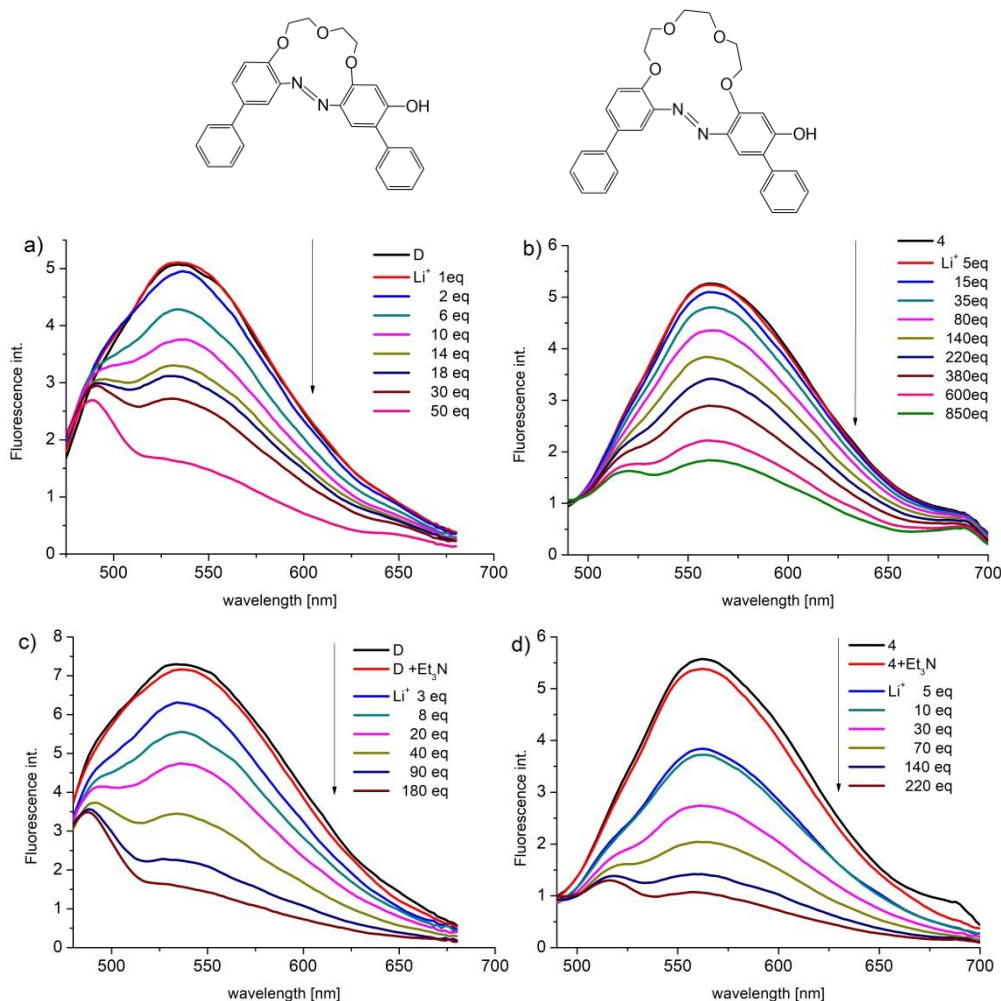 O
O
O
N
N
OH
O
O
O
O
N
N
OH
a)
D
Li⁺ 1eq
2 eq
6 eq
10 eq
14 eq
18 eq
30 eq
50 eq
Fluorescence int.
5
4
3
2
1
0
500 550 600 650 700
wavelength [nm]
b)
4
Li⁺ 5eq
15eq
35eq
80eq
140eq
220eq
380eq
600eq
850eq
Fluorescence int.
6
5
4
3
2
1
0
500 550 600 650 700
wavelength [nm]
c)
D
D +Et₃N
Li⁺ 3 eq
8 eq
20 eq
40 eq
90 eq
180 eq
Fluorescence int.
8
7
6
5
4
3
2
1
0
500 550 600 650 700
wavelength [nm]
d)
4
4+Et₃N
Li⁺ 5 eq
10 eq
30 eq
70 eq
140 eq
220 eq
Fluorescence int.
6
5
4
3
2
1
0
500 550 600 650 700
wavelength [nm]